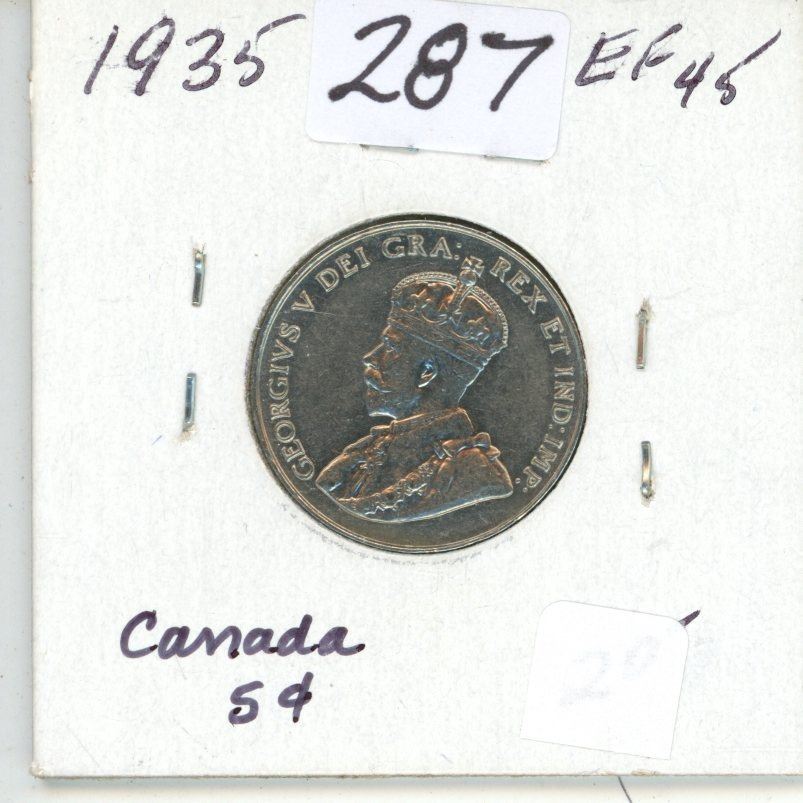 1935 287 EF45
GEORGIVS V DEI GRA: REX ET IND: IMP.
Canada
5¢